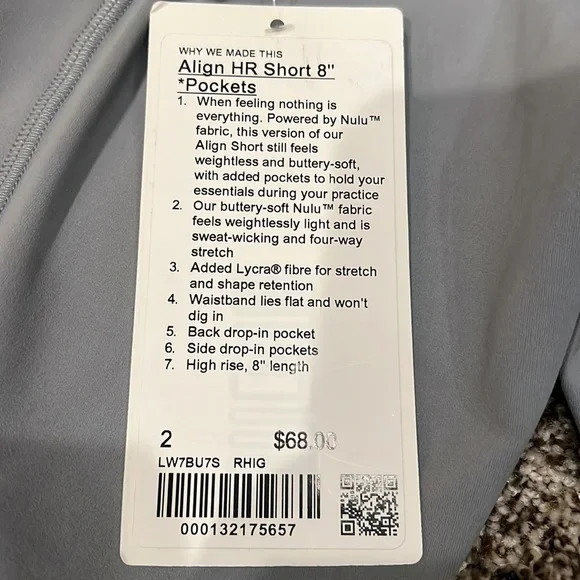 WHY WE MADE THIS
Align HR Short 8"
*Pockets
1. When feeling nothing is
everything. Powered by Nulu™
fabric, this version of our
Align Short still feels
weightless and buttery-soft,
with added pockets to hold your
essentials during your practice
2. Our buttery-soft Nulu™ fabric
feels weightlessly light and is
sweat-wicking and four-way
stretch
3. Added Lycra® fibre for stretch
and shape retention
4. Waistband lies flat and won't
dig in
5. Back drop-in pocket
6. Side drop-in pockets
7. High rise, 8" length
2 $68.00
LW7BU7S RHIG
000132175657